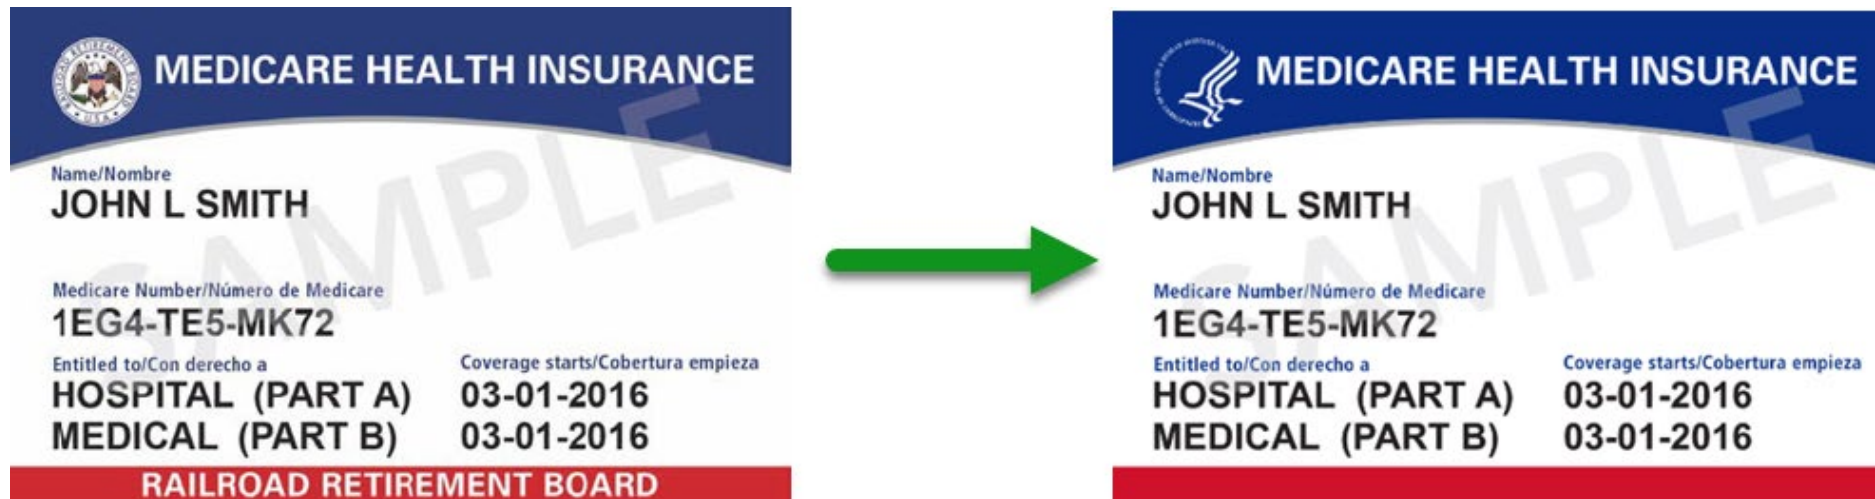 MEDICARE HEALTH INSURANCE
RAILROAD RETIREMENT BOARD
U.S.A.
SAMPLE
Name/Nombre
JOHN L SMITH
Medicare Number/Número de Medicare
1EG4-TE5-MK72
Entitled to/Con derecho a Coverage starts/Cobertura empieza
HOSPITAL (PART A) 03-01-2016
MEDICAL (PART B) 03-01-2016
RAILROAD RETIREMENT BOARD
MEDICARE HEALTH INSURANCE
SAMPLE
Name/Nombre
JOHN L SMITH
Medicare Number/Número de Medicare
1EG4-TE5-MK72
Entitled to/Con derecho a Coverage starts/Cobertura empieza
HOSPITAL (PART A) 03-01-2016
MEDICAL (PART B) 03-01-2016